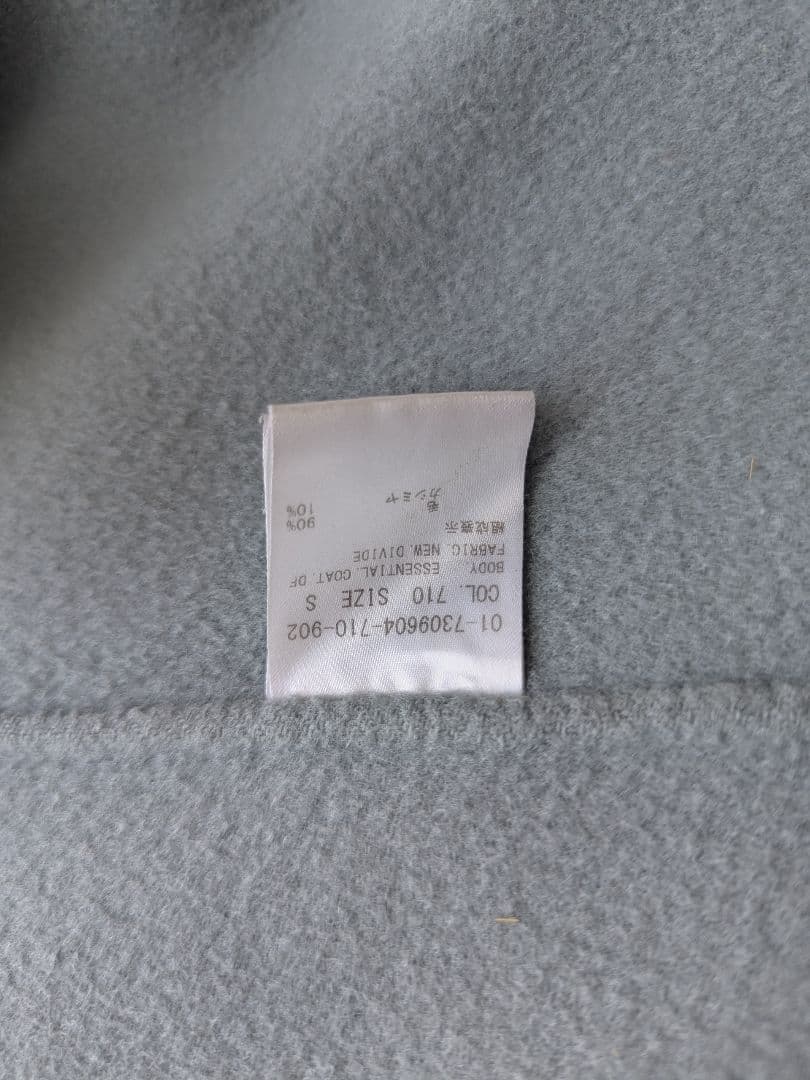 01-7309604-710-902
COL. 710 SIZE S
BODY. ESSENTIAL. COAT. DF
FABRIC. NEW. DIVIDE
組成表示
毛 90%
カシミヤ 10%